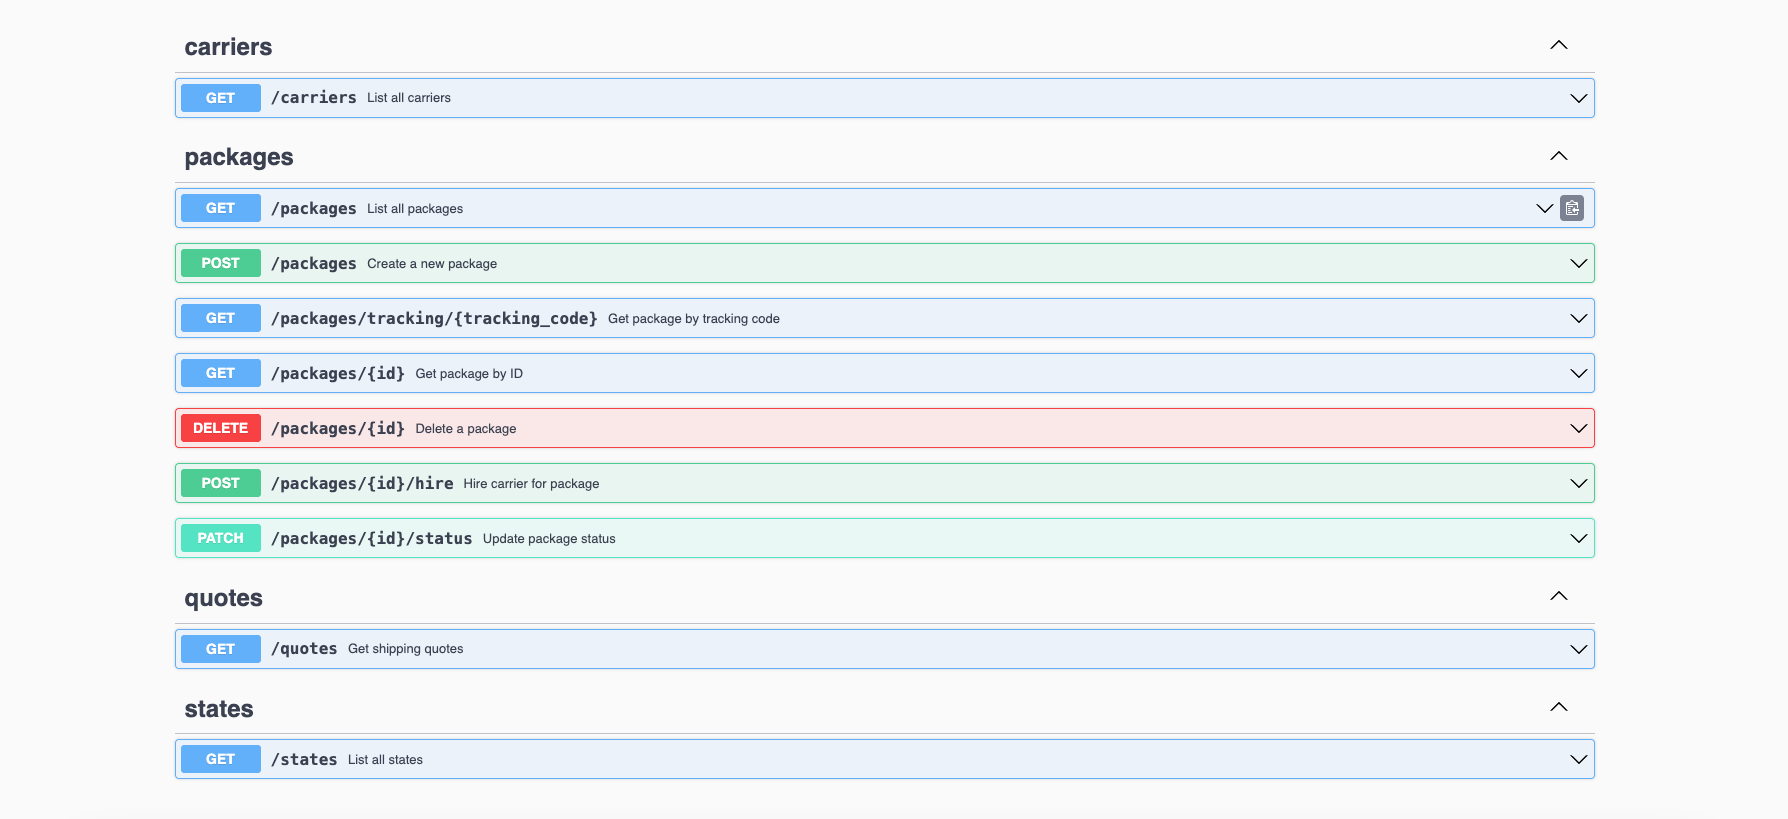 carriers
GET /carriers List all carriers
packages
GET /packages List all packages
POST /packages Create a new package
GET /packages/tracking/{tracking_code} Get package by tracking code
GET /packages/{id} Get package by ID
DELETE /packages/{id} Delete a package
POST /packages/{id}/hire Hire carrier for package
PATCH /packages/{id}/status Update package status
quotes
GET /quotes Get shipping quotes
states
GET /states List all states